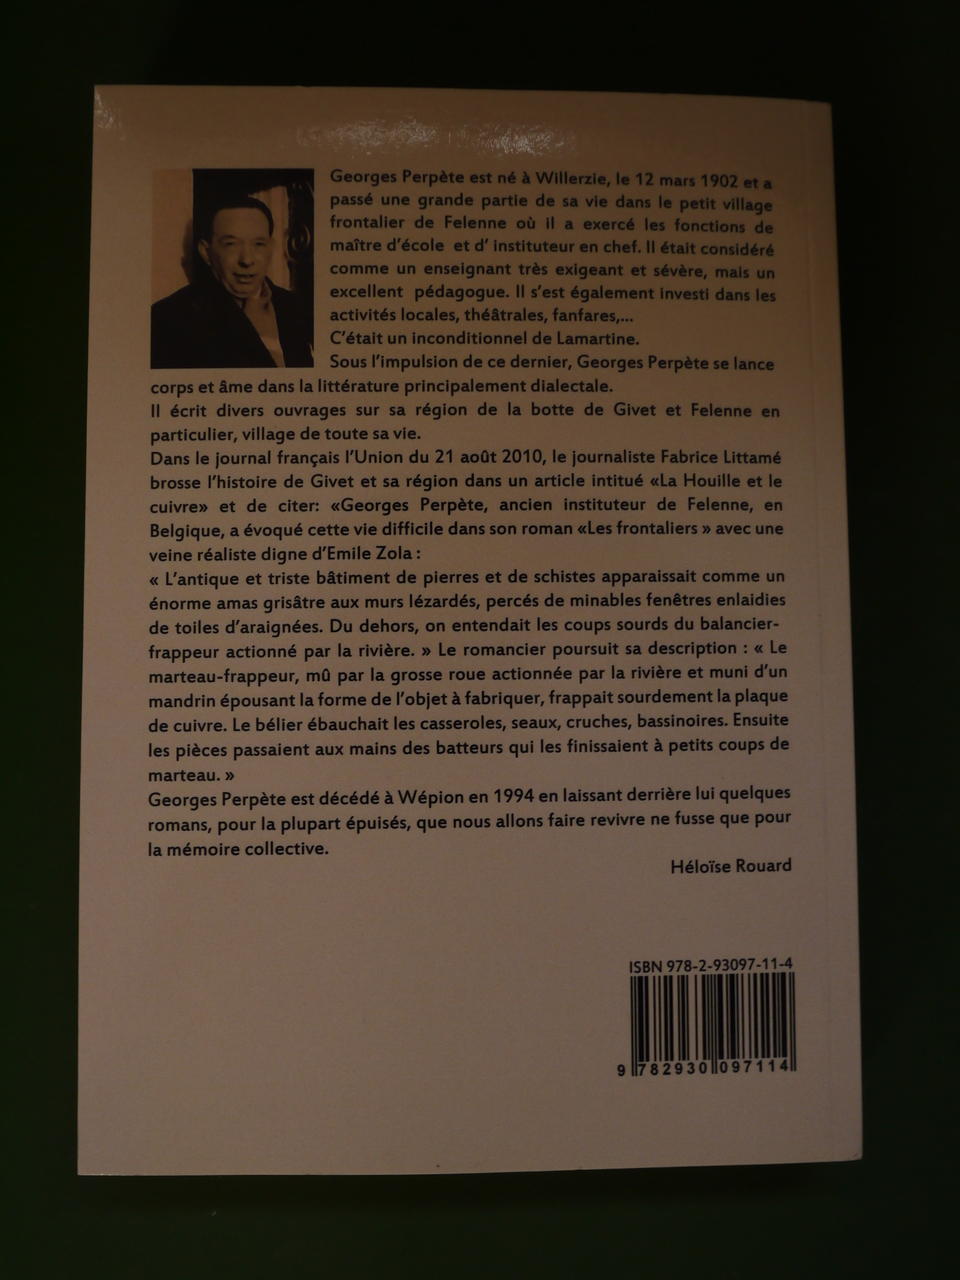 Georges Perpète est né à Willerzie, le 12 mars 1902 et a
passé une grande partie de sa vie dans le petit village
frontalier de Felenne où il a exercé les fonctions de
maître d'école et d' instituteur en chef. Il était considéré
comme un enseignant très exigeant et sévère, mais un
excellent pédagogue. Il s'est également investi dans les
activités locales, théâtrales, fanfares,...
C'était un inconditionnel de Lamartine.
Sous l'impulsion de ce dernier, Georges Perpète se lance
corps et âme dans la littérature principalement dialectale.
Il écrit divers ouvrages sur sa région de la botte de Givet et Felenne en
particulier, village de toute sa vie.
Dans le journal français l'Union du 21 août 2010, le journaliste Fabrice Littamé
brosse l'histoire de Givet et sa région dans un article intitué «La Houille et le
cuivre» et de citer: «Georges Perpète, ancien instituteur de Felenne, en
Belgique, a évoqué cette vie difficile dans son roman «Les frontaliers » avec une
veine réaliste digne d'Emile Zola :
« L'antique et triste bâtiment de pierres et de schistes apparaissait comme un
énorme amas grisâtre aux murs lézardés, percés de minables fenêtres enlaidies
de toiles d'araignées. Du dehors, on entendait les coups sourds du balancier-
frappeur actionné par la rivière. » Le romancier poursuit sa description : « Le
marteau-frappeur, mû par la grosse roue actionnée par la rivière et muni d'un
mandrin épousant la forme de l'objet à fabriquer, frappait sourdement la plaque
de cuivre. Le bélier ébauchait les casseroles, seaux, cruches, bassinoires. Ensuite
les pièces passaient aux mains des batteurs qui les finissaient à petits coups de
marteau. »
Georges Perpète est décédé à Wépion en 1994 en laissant derrière lui quelques
romans, pour la plupart épuisés, que nous allons faire revivre ne fusse que pour
la mémoire collective.
Héloïse Rouard
ISBN 978-2-93097-11-4
9 782930 097114